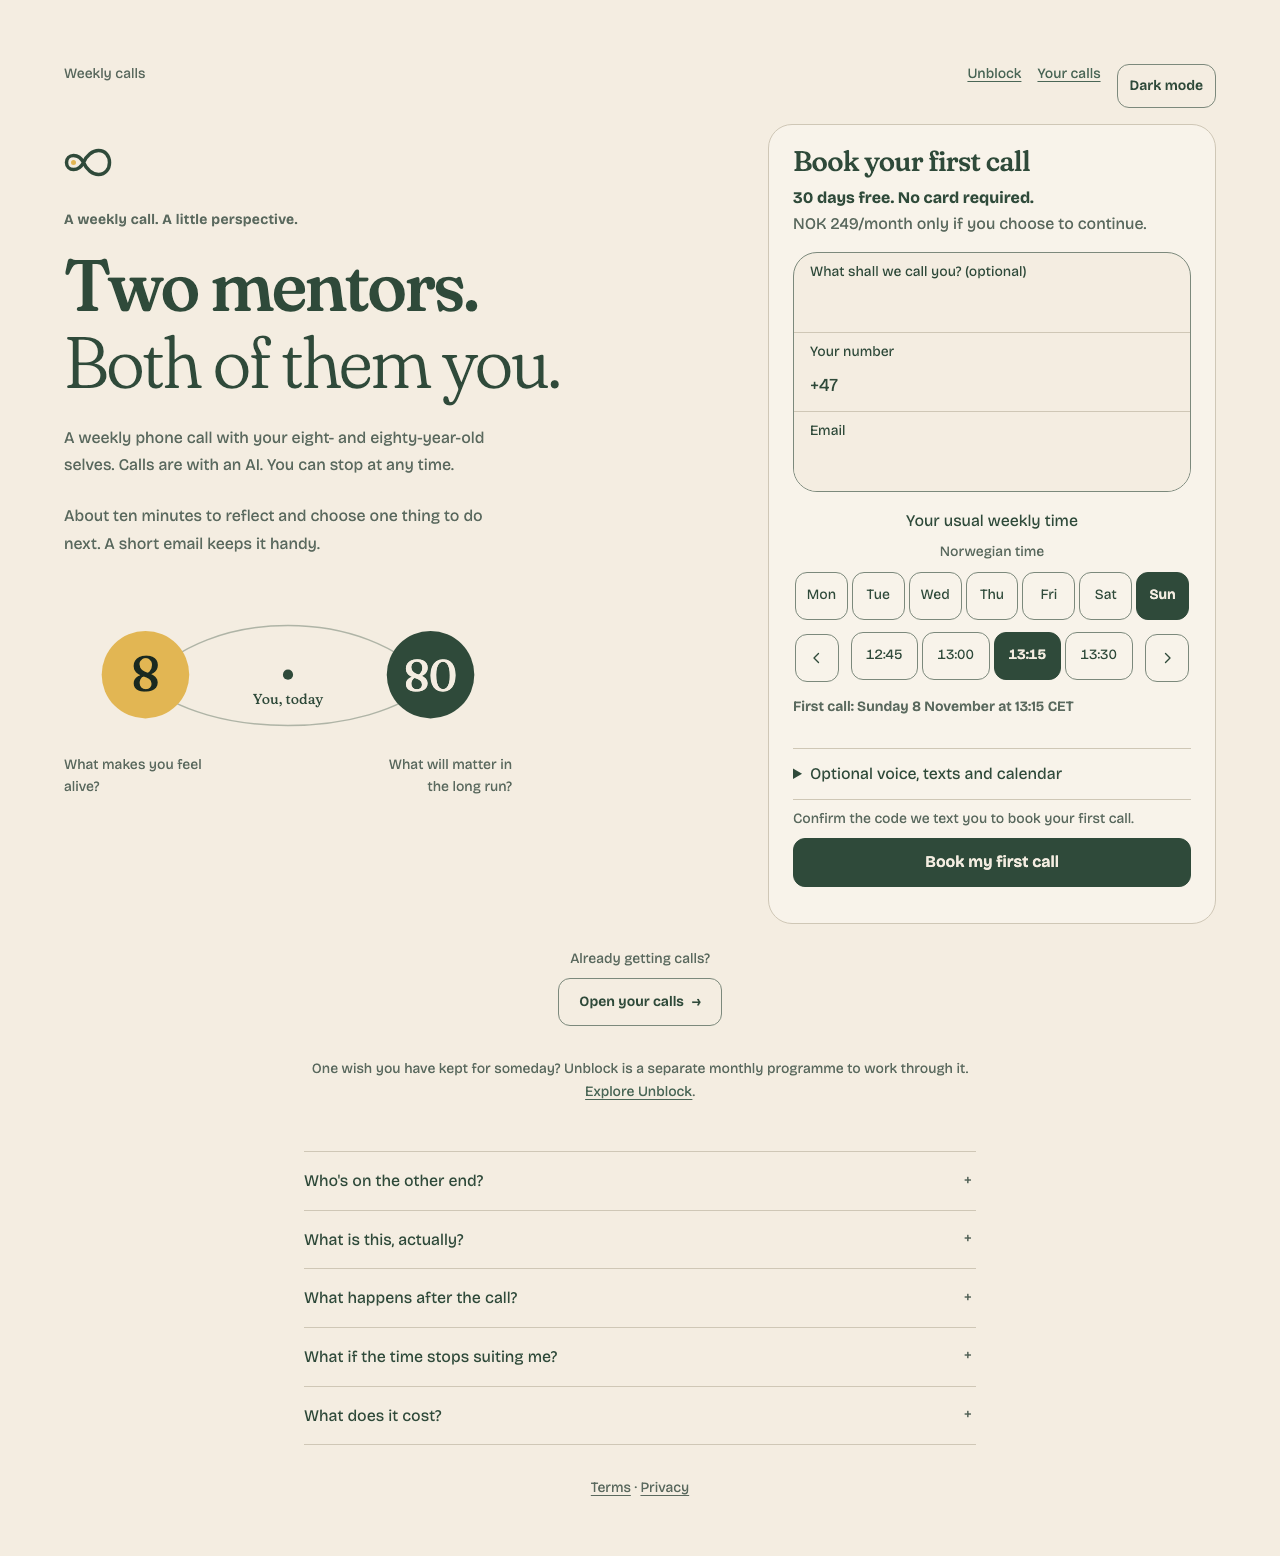 Weekly calls
Unblock
Your calls
Dark mode
A weekly call. A little perspective.
Two mentors.
Both of them you.
A weekly phone call with your eight- and eighty-year-old
selves. Calls are with an AI. You can stop at any time.
About ten minutes to reflect and choose one thing to do
next. A short email keeps it handy.
8
You, today
80
What makes you feel
alive?
What will matter in
the long run?
Book your first call
30 days free. No card required.
NOK 249/month only if you choose to continue.
What shall we call you? (optional)
Your number
+47
Email
Your usual weekly time
Norwegian time
Mon
Tue
Wed
Thu
Fri
Sat
Sun
12:45
13:00
13:15
13:30
First call: Sunday 8 November at 13:15 CET
Optional voice, texts and calendar
Confirm the code we text you to book your first call.
Book my first call
Already getting calls?
Open your calls →
One wish you have kept for someday? Unblock is a separate monthly programme to work through it.
Explore Unblock.
Who's on the other end? +
What is this, actually? +
What happens after the call? +
What if the time stops suiting me? +
What does it cost? +
Terms · Privacy